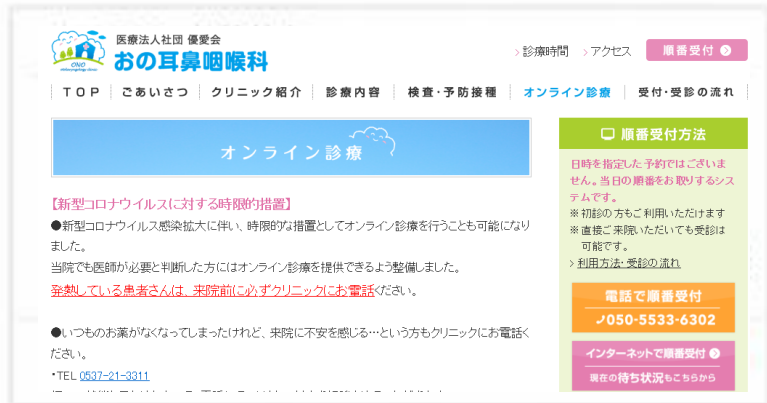 医療法人社団 優愛会
おの耳鼻咽喉科
ONO
診療時間 アクセス 順番受付
TOP ごあいさつ クリニック紹介 診療内容 検査・予防接種 オンライン診療 受付・受診の流れ
オンライン診療
【新型コロナウイルスに対する時限的措置】
●新型コロナウイルス感染拡大に伴い、時限的な措置としてオンライン診療を行うことも可能になり
ました。
当院でも医師が必要と判断した方にはオンライン診療を提供できるよう整備しました。
発熱している患者さんは、来院前に必ずクリニックにお電話ください。
●いつものお薬がなくなってしまったけれど、来院に不安を感じる…という方もクリニックにお電話く
ださい。
・TEL 0537-21-3311
順番受付方法
日時を指定した予約ではございま
せん。当日の順番をお取りするシス
テムです。
※初診の方もご利用いただけます
※直接ご来院いただいても受診は
可能です。
利用方法・受診の流れ
電話で順番受付
050-5533-6302
インターネットで順番受付
現在の待ち状況もこちらから